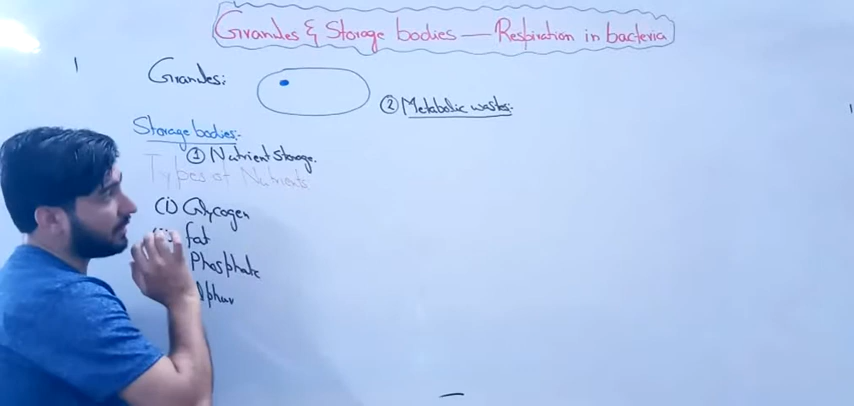 Granules & Storage bodies — Respiration in bacteria
Granules:
② Metabolic wastes:
Storage bodies:-
① Nutrient storage.
Types of Nutrients
(i) Glycogen
fat
Phosphate